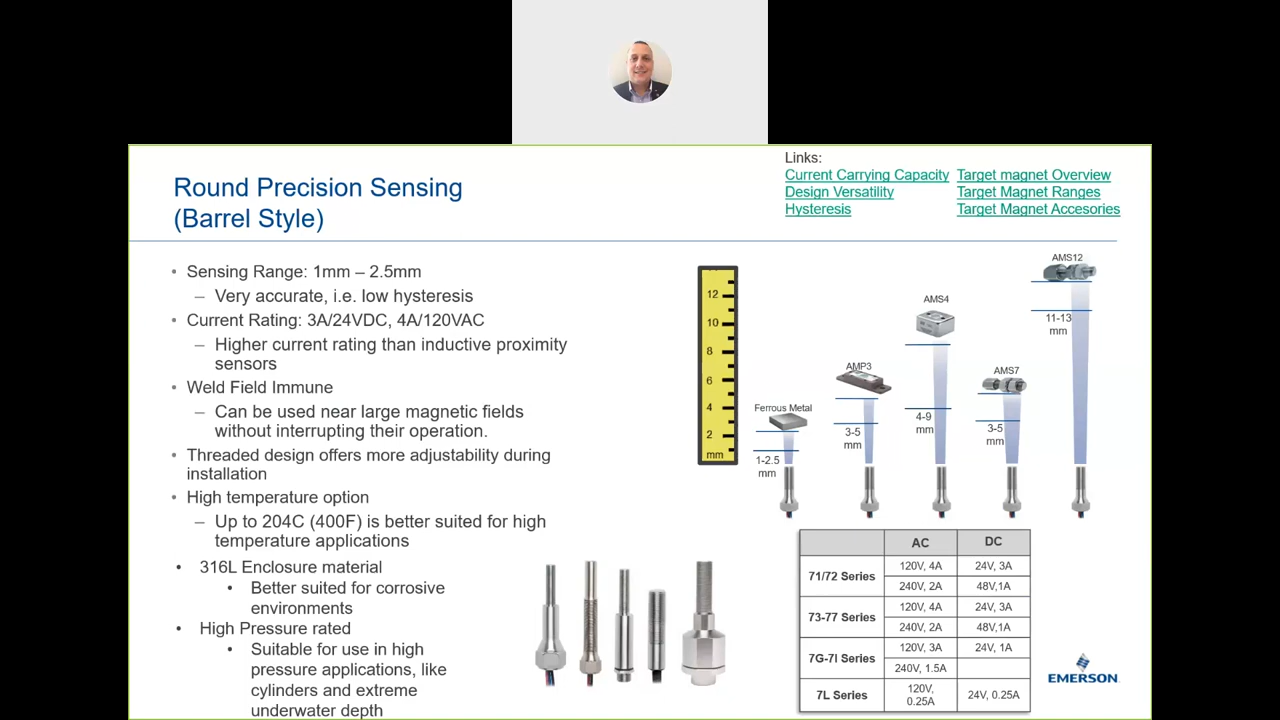 Links:
Current Carrying Capacity Target magnet Overview
Design Versatility Target Magnet Ranges
Hysteresis Target Magnet Accesories
Round Precision Sensing
(Barrel Style)
• Sensing Range: 1mm – 2.5mm
– Very accurate, i.e. low hysteresis
• Current Rating: 3A/24VDC, 4A/120VAC
– Higher current rating than inductive proximity
sensors
• Weld Field Immune
– Can be used near large magnetic fields
without interrupting their operation.
• Threaded design offers more adjustability during
installation
• High temperature option
– Up to 204C (400F) is better suited for high
temperature applications
• 316L Enclosure material
• Better suited for corrosive
environments
• High Pressure rated
• Suitable for use in high
pressure applications, like
cylinders and extreme
underwater depth
12
10
8
6
4
2
mm
Ferrous Metal
1-2.5
mm
AMP3
3-5
mm
AMS4
4-9
mm
AMS7
3-5
mm
AMS12
11-13
mm
AC DC
71/72 Series 120V, 4A 24V, 3A
240V, 2A 48V,1A
73-77 Series 120V, 4A 24V, 3A
240V, 2A 48V,1A
7G-7I Series 120V, 3A 24V, 1A
240V, 1.5A
7L Series 120V,
0.25A 24V, 0.25A
EMERSON